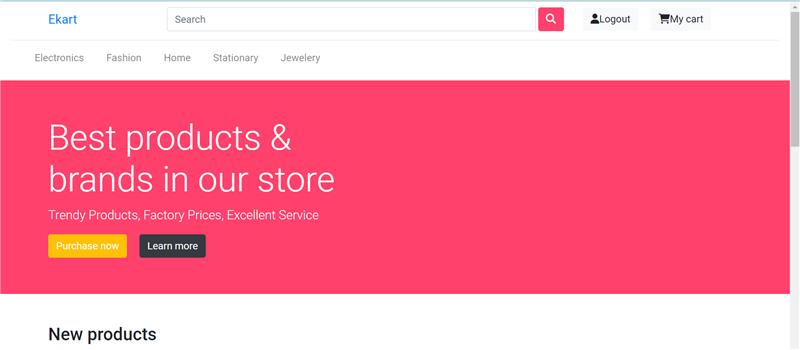 Ekart
Search
Logout
My cart
Electronics
Fashion
Home
Stationary
Jewelery
Best products &
brands in our store
Trendy Products, Factory Prices, Excellent Service
Purchase now
Learn more
New products